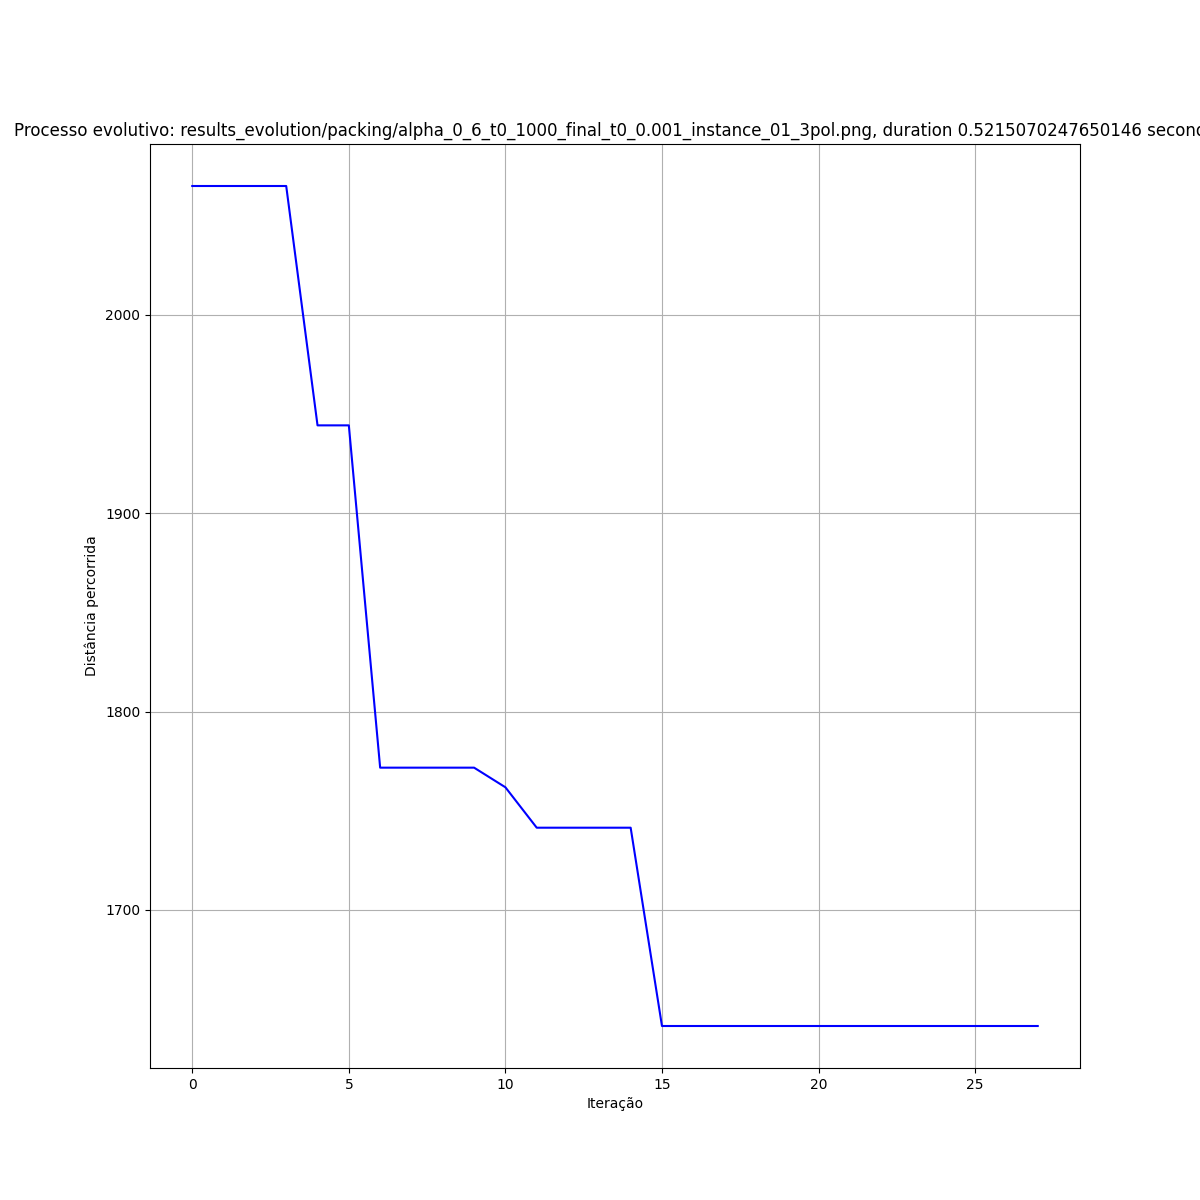 Processo evolutivo: results_evolution/packing/alpha_0_6_t0_1000_final_t0_0.001_instance_01_3pol.png, duration 0.5215070247650146
2000
1900
1800
1700
Distância percorrida
0 5 10 15 20 25
Iteração